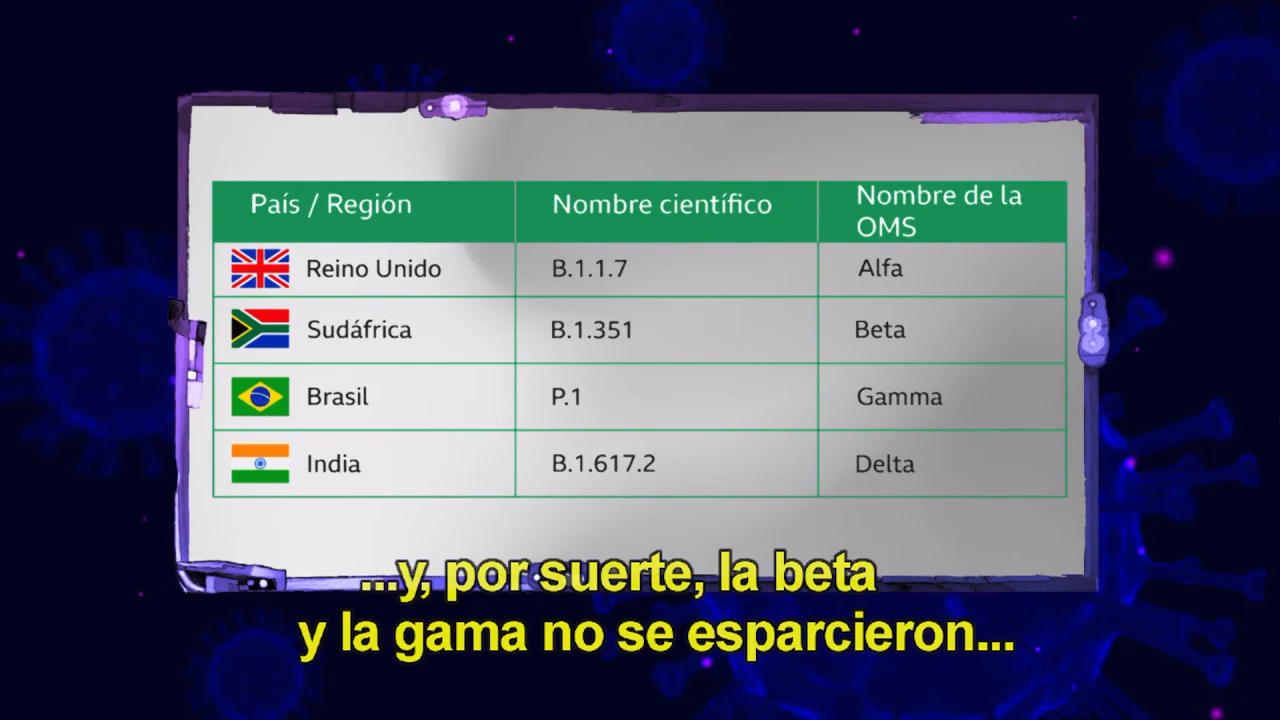 País / Región Nombre científico Nombre de la OMS
Reino Unido B.1.1.7 Alfa
Sudáfrica B.1.351 Beta
Brasil P.1 Gamma
India B.1.617.2 Delta
...y, por suerte, la beta
y la gama no se esparcieron...